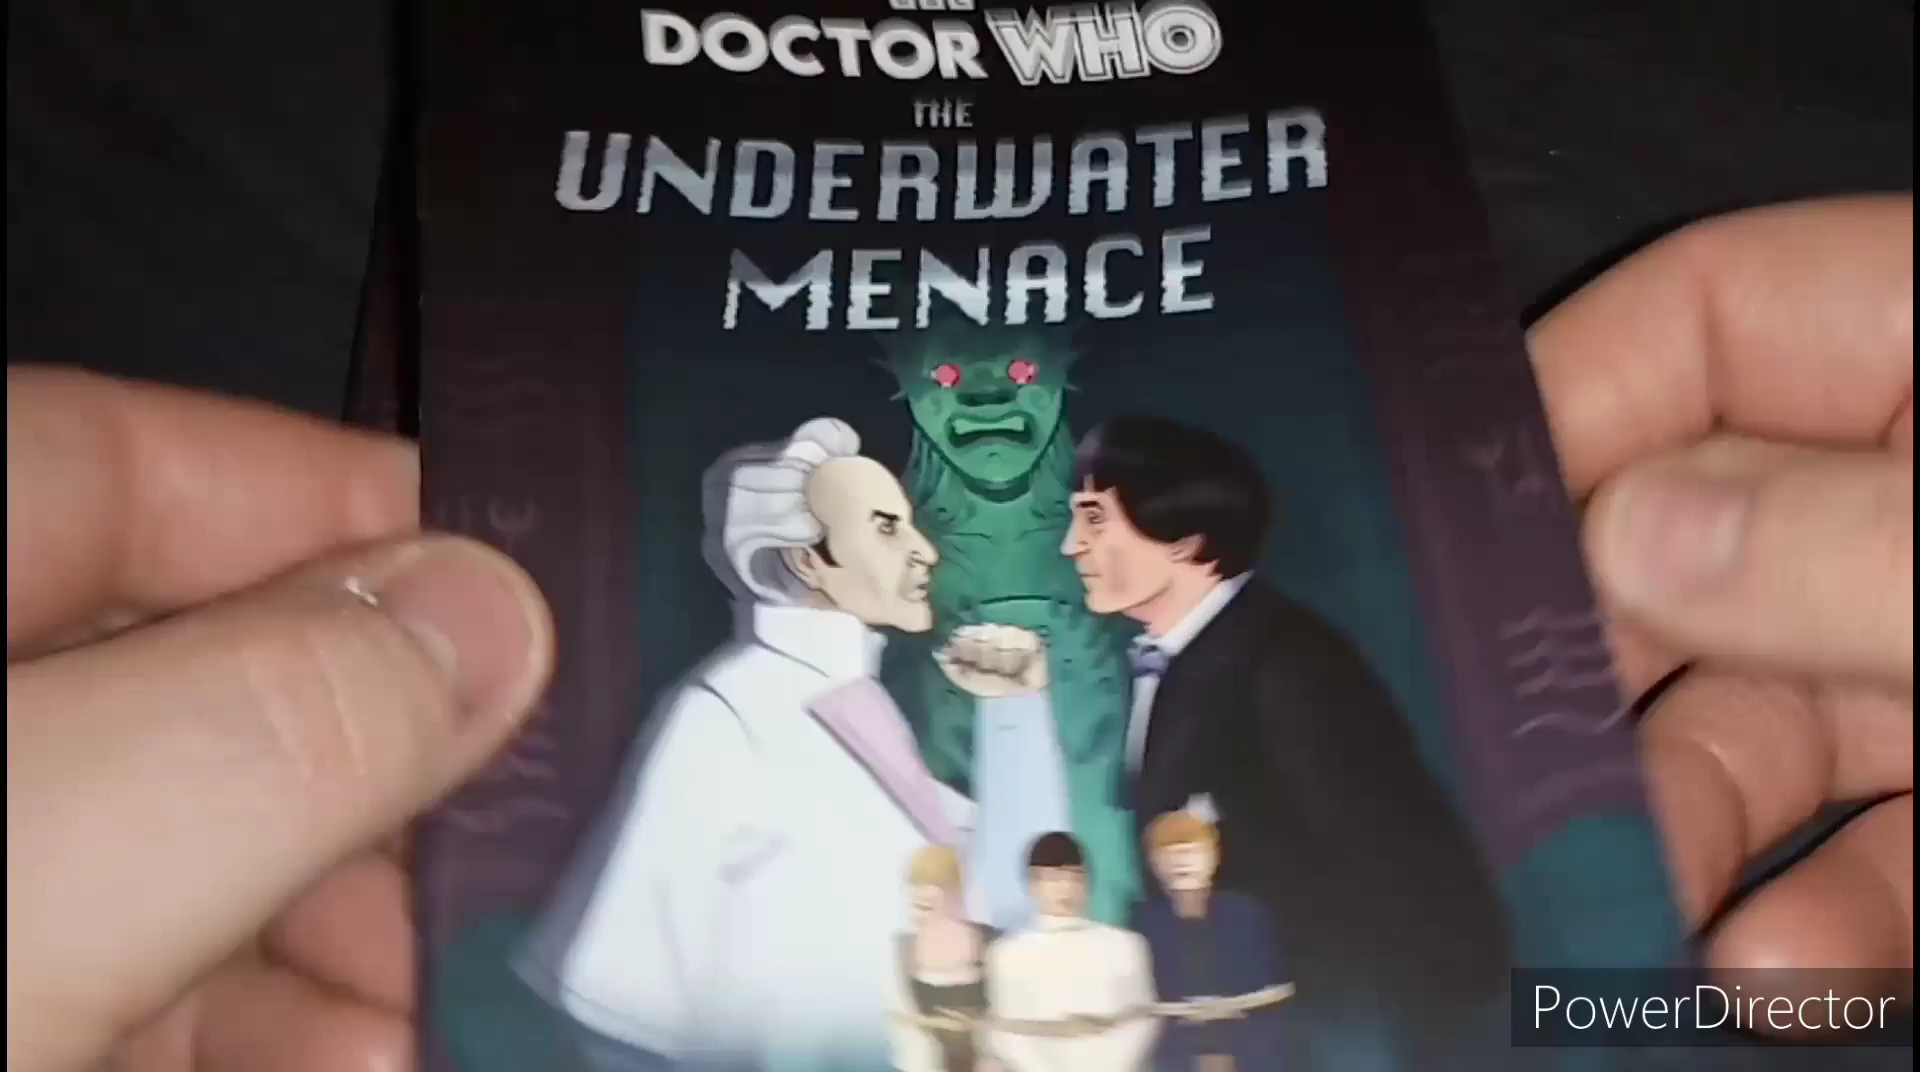 DOCTOR WHO
THE
UNDERWATER
MENACE
PowerDirector